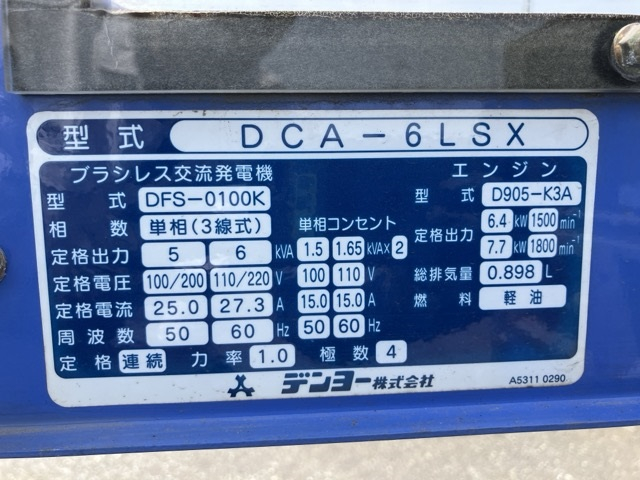 型式 DCA-6LSX
ブラシレス交流発電機
型式 DFS-0100K
相数 単相(3線式) 単相コンセント
定格出力 5 6 kVA 1.5 1.65 kVA×2
定格電圧 100/200 110/220 V 100 110 V
定格電流 25.0 27.3 A 15.0 15.0 A
周波数 50 60 Hz 50 60 Hz
定格 連続 力率 1.0 極数 4
エンジン
型式 D905-K3A
定格出力 6.4 kW 1500 min⁻¹
7.7 kW 1800 min⁻¹
総排気量 0.898 L
燃料 軽油
デンヨー株式会社
A5311 0290